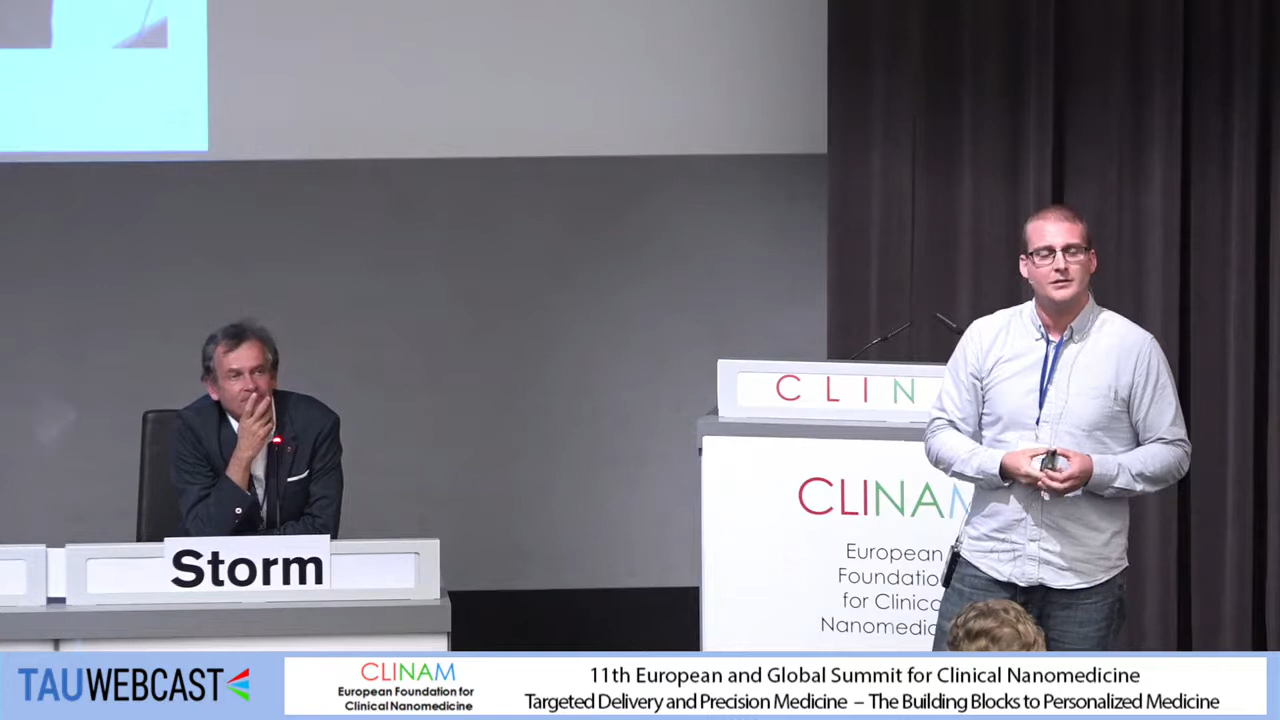 CLIN
CLINAM
European
Foundatio
for Clinica
Nanomedic
Storm
TAUWEBCAST
CLINAM
European Foundation for
Clinical Nanomedicine
11th European and Global Summit for Clinical Nanomedicine
Targeted Delivery and Precision Medicine – The Building Blocks to Personalized Medicine